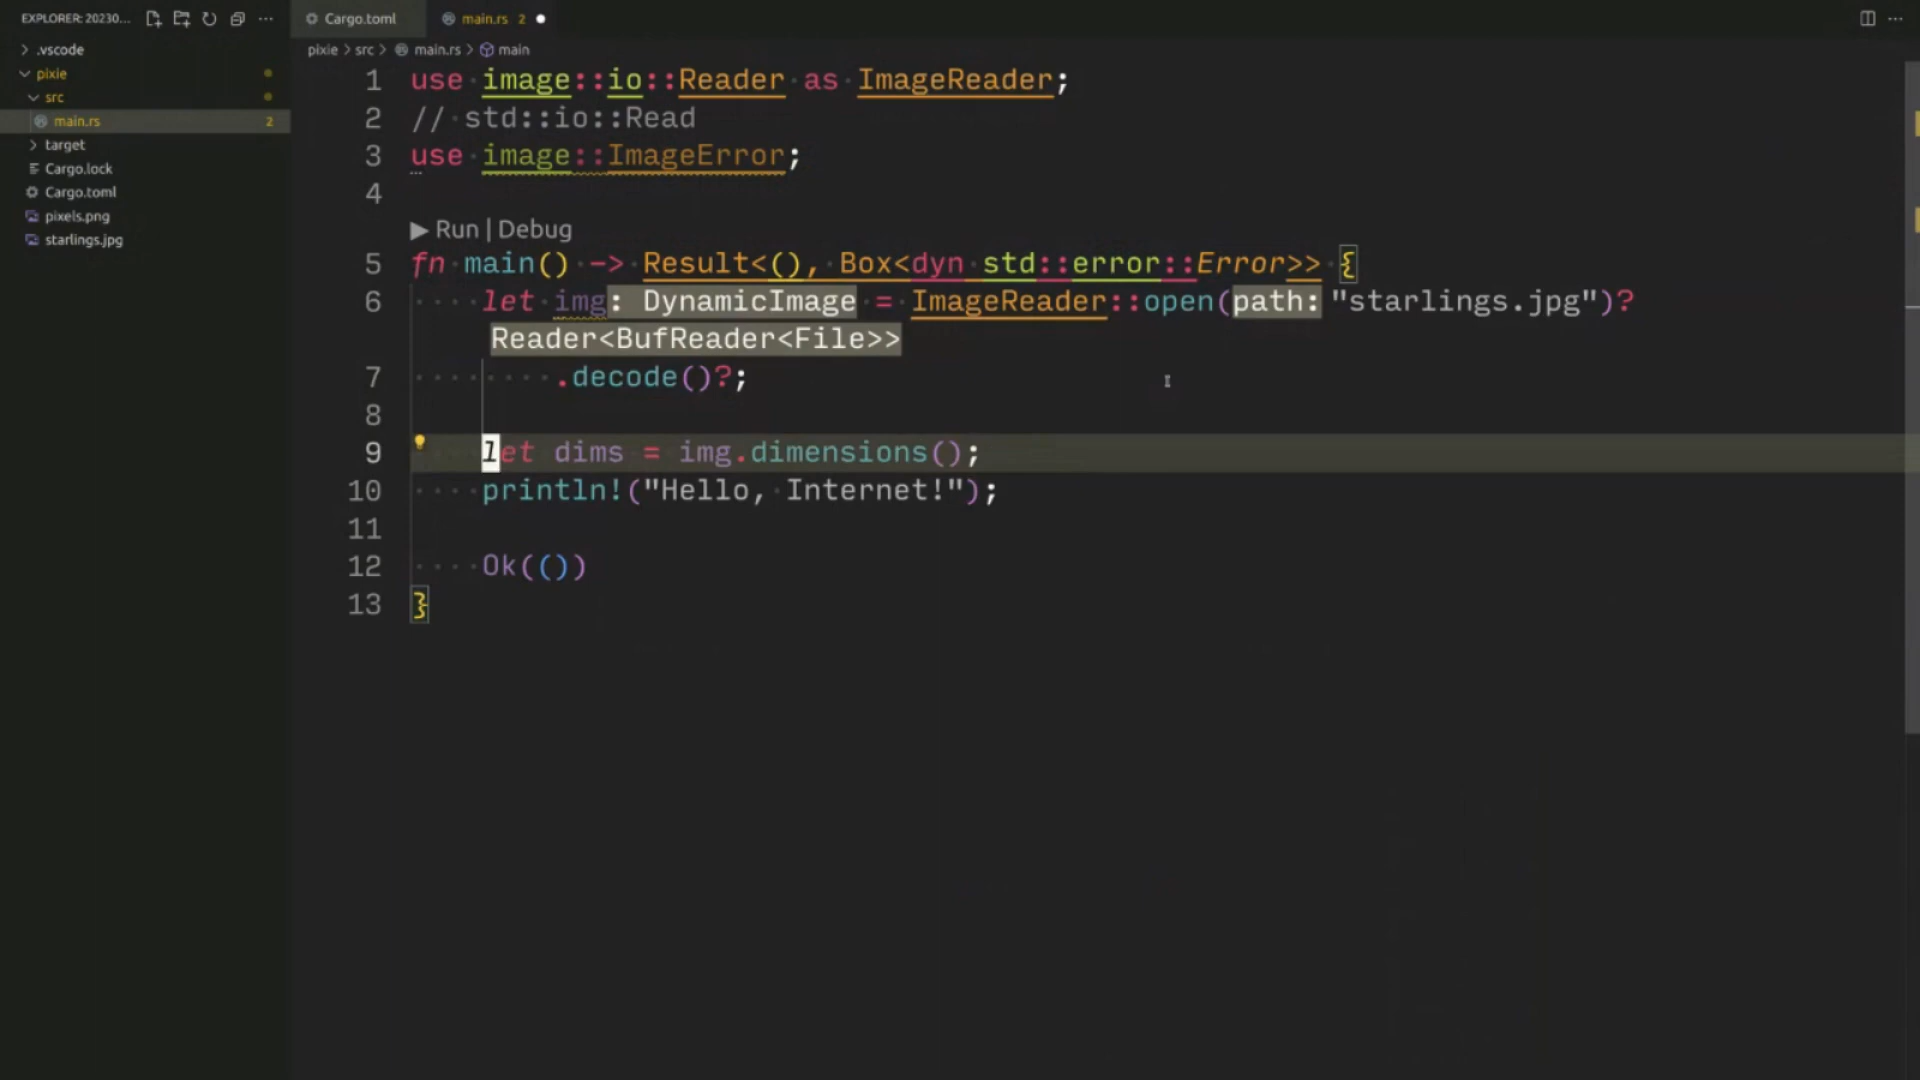 EXPLORER: 20230...
.vscode
pixie
src
main.rs 2
target
Cargo.lock
Cargo.toml
pixels.png
starlings.jpg
Cargo.toml
main.rs 2
pixie > src > main.rs > main
1 use image::io::Reader as ImageReader;
2 // std::io::Read
3 use image::ImageError;
4
▶ Run | Debug
5 fn main() -> Result<(), Box<dyn std::error::Error>> {
6 let img: DynamicImage = ImageReader::open(path: "starlings.jpg")?
Reader<BufReader<File>>
7 .decode()?;
8
9 let dims = img.dimensions();
10 println!("Hello, Internet!");
11
12 Ok(())
13 }